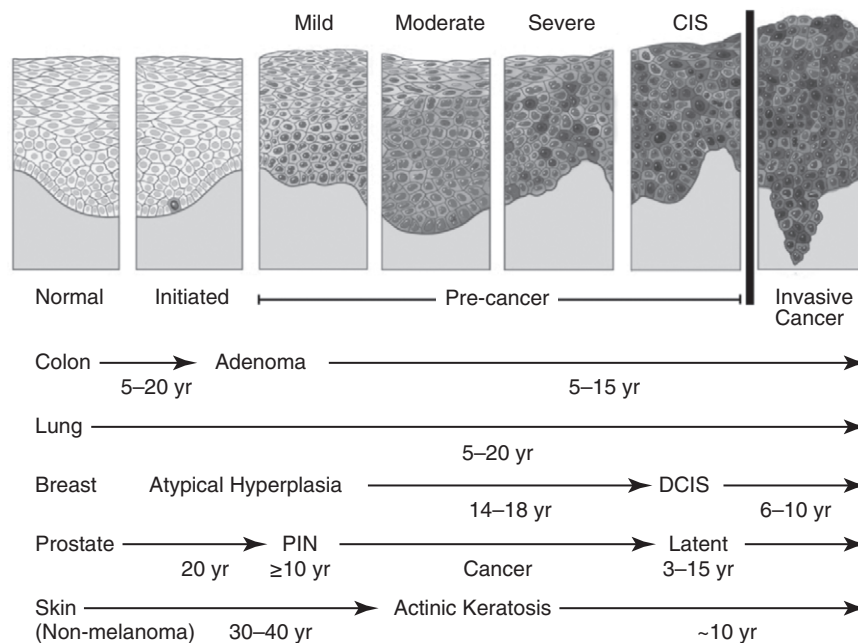 Mild Moderate Severe CIS
Normal Initiated Pre-cancer Invasive
Cancer
Colon Adenoma
5–20 yr 5–15 yr
Lung
5–20 yr
Breast Atypical Hyperplasia DCIS
14–18 yr 6–10 yr
Prostate PIN Latent
20 yr ≥10 yr Cancer 3–15 yr
Skin Actinic Keratosis
(Non-melanoma) 30–40 yr ~10 yr